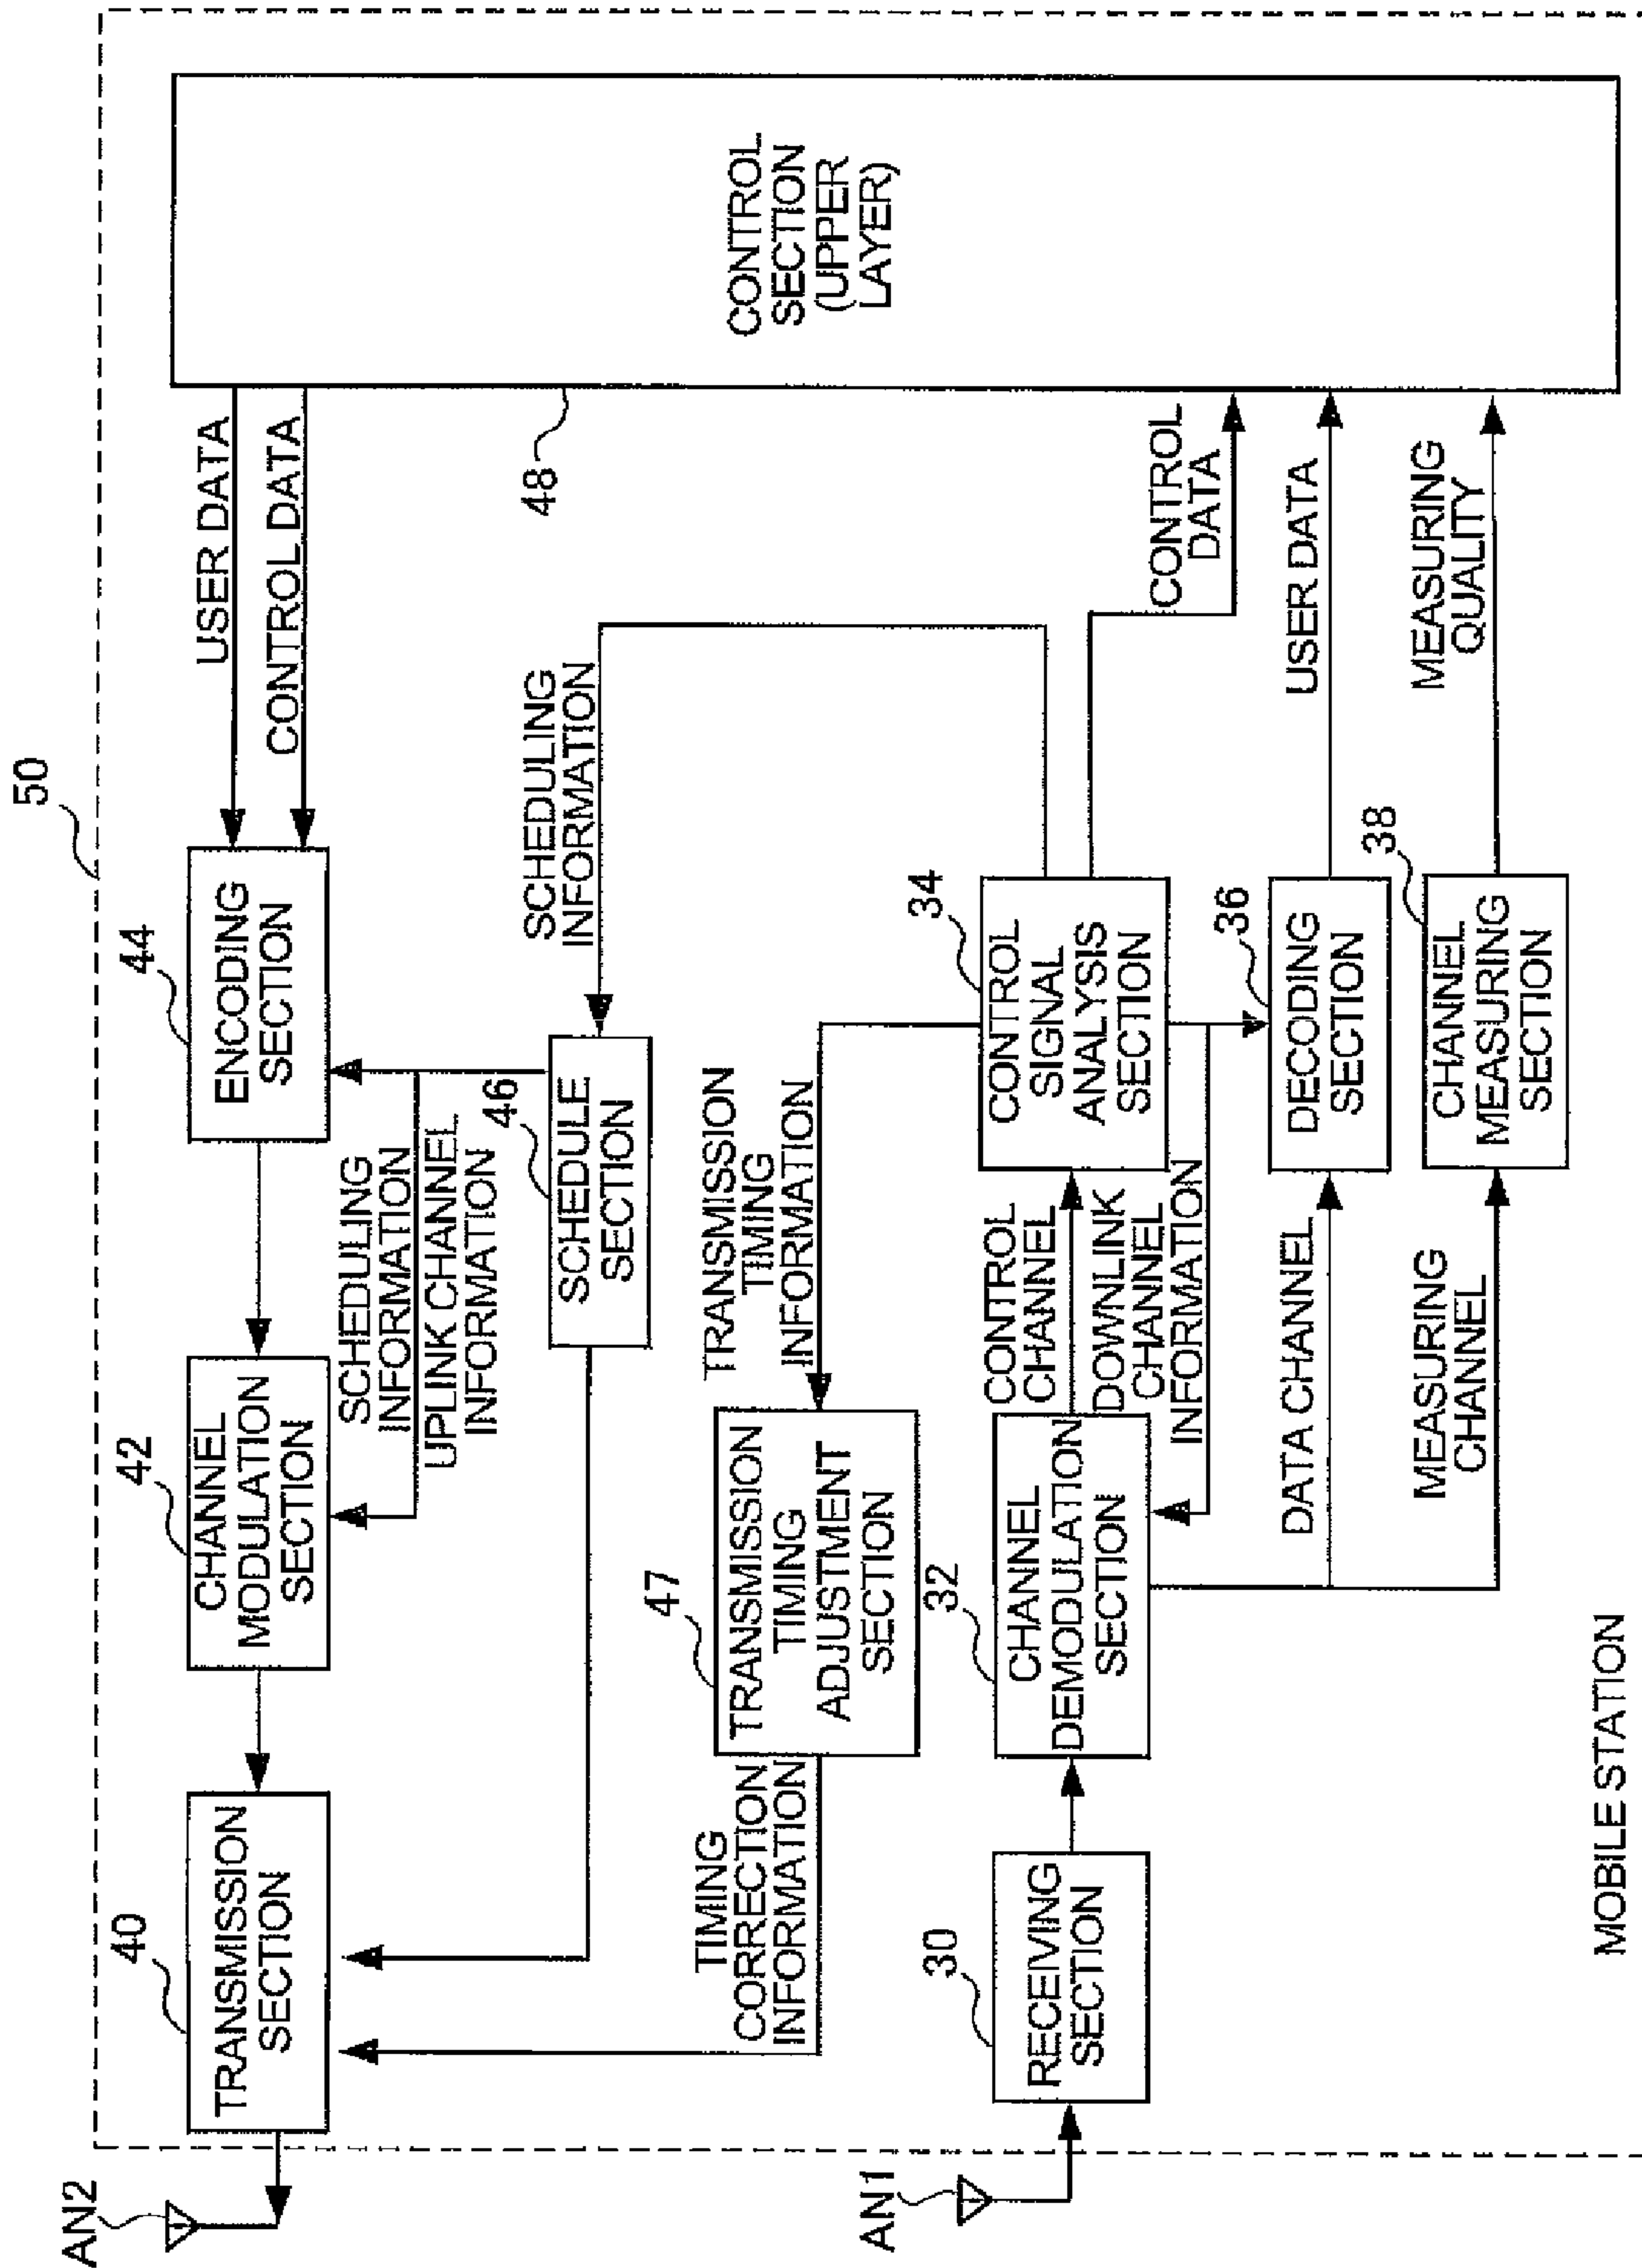 50
AN2
40
TRANSMISSION
SECTION
42
CHANNEL
MODULATION
SECTION
44
ENCODING
SECTION
USER DATA
CONTROL DATA
SCHEDULING
INFORMATION
UPLINK CHANNEL
INFORMATION
46
SCHEDULE
SECTION
SCHEDULING
INFORMATION
48
CONTROL
SECTION
(UPPER
LAYER)
TIMING
CORRECTION
INFORMATION
47
TRANSMISSION
TIMING
ADJUSTMENT
SECTION
TRANSMISSION
TIMING
INFORMATION
AN1
30
RECEIVING
SECTION
32
CHANNEL
DEMODULATION
SECTION
CONTROL
CHANNEL
DOWNLINK
CHANNEL
INFORMATION
34
CONTROL
SIGNAL
ANALYSIS
SECTION
CONTROL
DATA
DATA CHANNEL
36
DECODING
SECTION
USER DATA
MEASURING
CHANNEL
38
CHANNEL
MEASURING
SECTION
MEASURING
QUALITY
MOBILE STATION